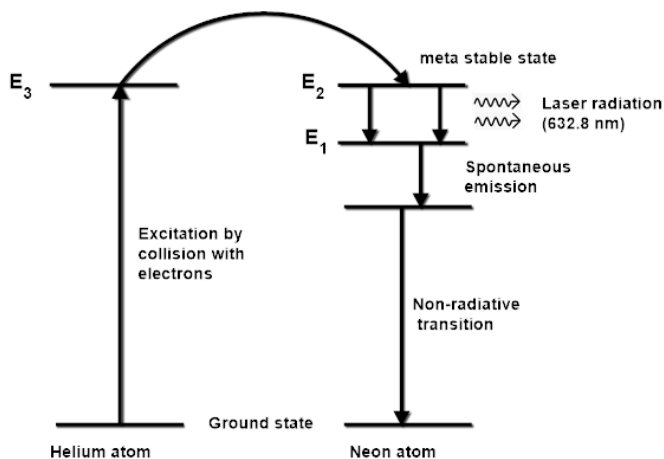 meta stable state
E3
E2
Laser radiation
(632.8 nm)
E1
Spontaneous
emission
Excitation by
collision with
electrons
Non-radiative
transition
Ground state
Helium atom
Neon atom